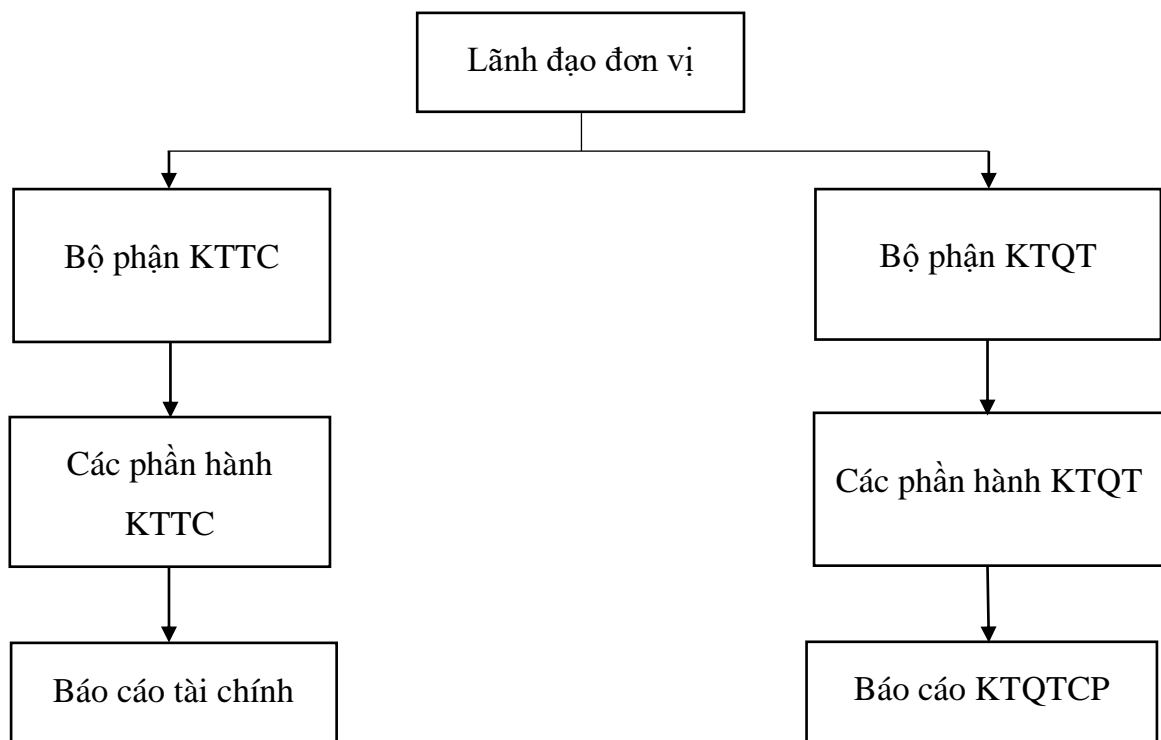 Lãnh đạo đơn vị
Bộ phận KTTC
Bộ phận KTQT
Các phần hành
KTTC
Các phần hành KTQT
Báo cáo tài chính
Báo cáo KTQTCP